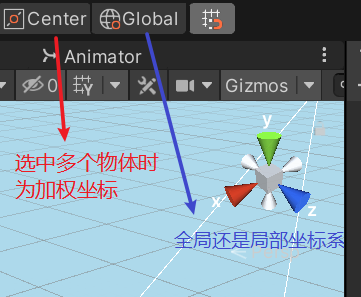 Center Global
Animator
0 Y Gizmos
选中多个物体时
为加权坐标
y
x
z
全局还是局部坐标系